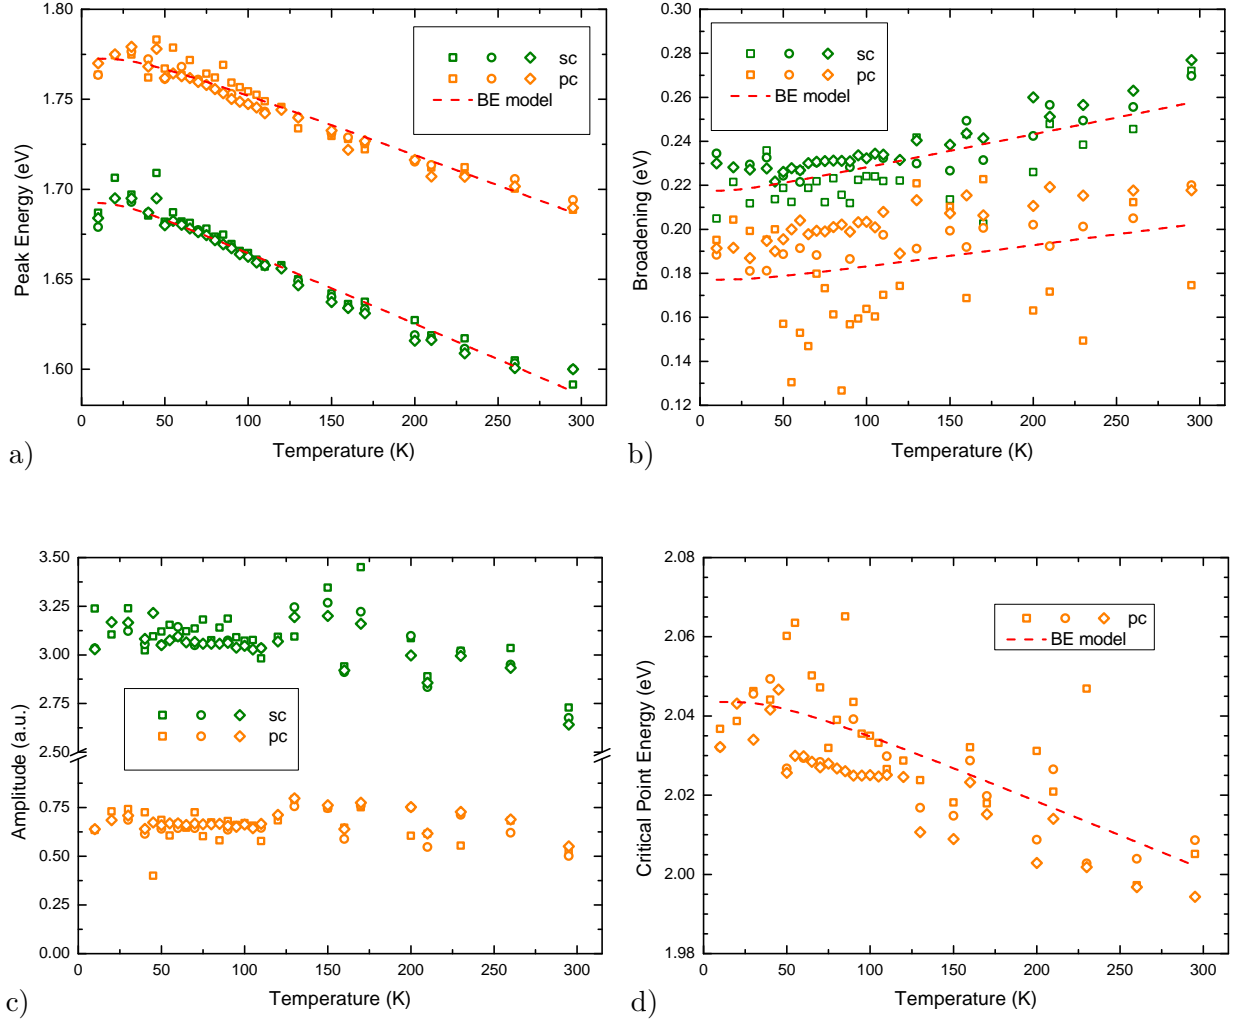 1.80
1.75
1.70
1.65
1.60
Peak Energy (eV)
sc
pc
BE model
0 50 100 150 200 250 300
Temperature (K)
a)
0.30
0.28
0.26
0.24
0.22
0.20
0.18
0.16
0.14
0.12
Broadening (eV)
sc
pc
BE model
0 50 100 150 200 250 300
Temperature (K)
b)
3.50
3.25
3.00
2.75
2.50
0.75
0.50
0.25
0.00
Amplitude (a.u.)
sc
pc
0 50 100 150 200 250 300
Temperature (K)
c)
2.08
2.06
2.04
2.02
2.00
1.98
Critical Point Energy (eV)
pc
BE model
0 50 100 150 200 250 300
Temperature (K)
d)